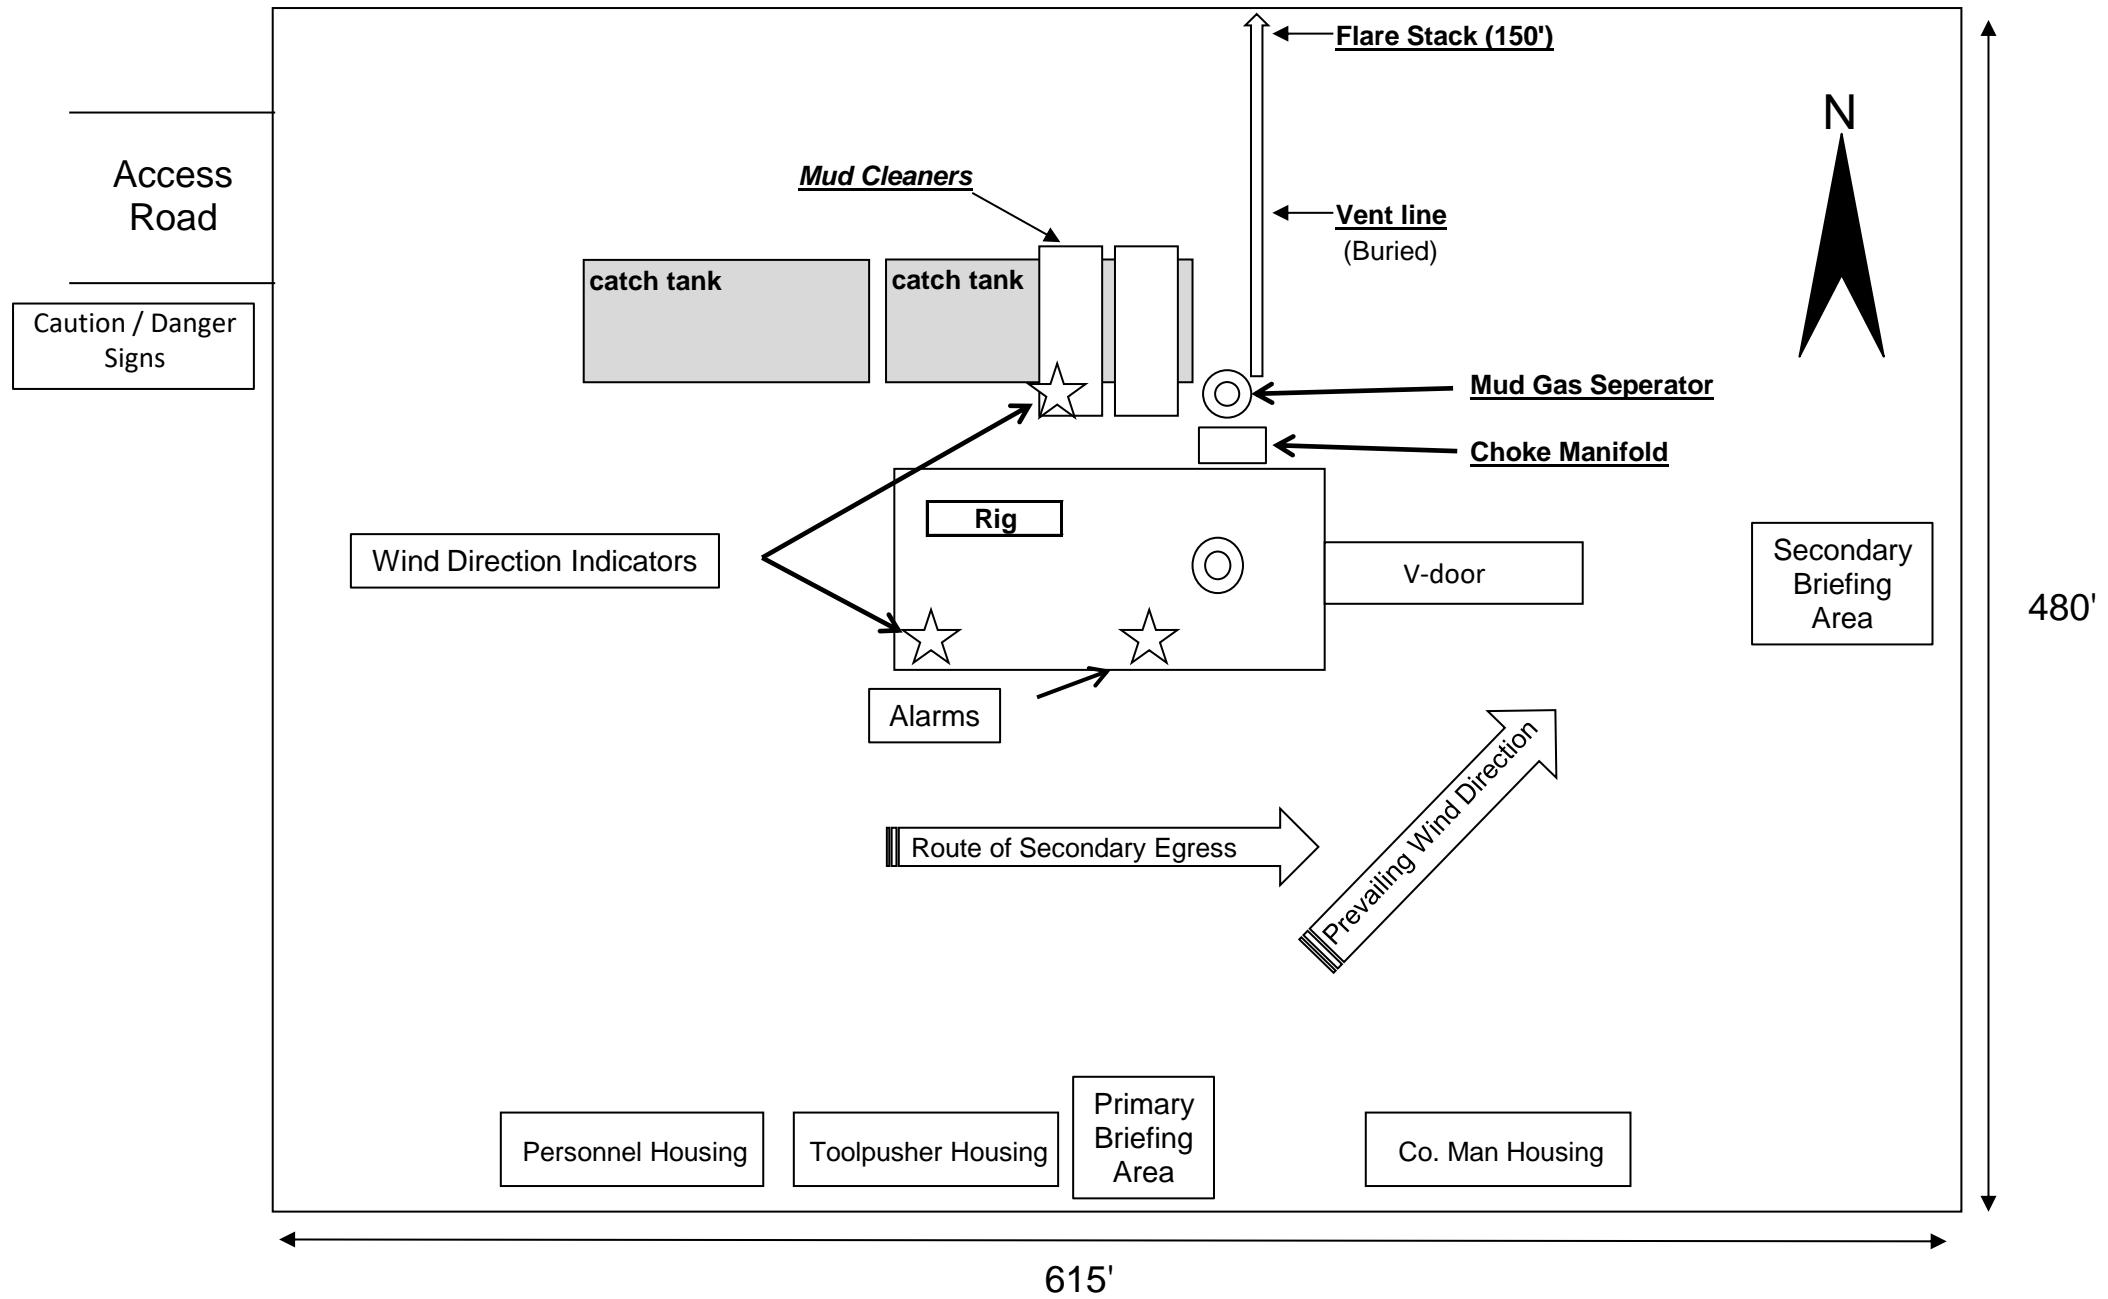 Flare Stack (150')
N
Access
Road
Mud Cleaners
Vent line
(Buried)
catch tank
catch tank
Caution / Danger
Signs
Mud Gas Seperator
Choke Manifold
Rig
Wind Direction Indicators
V-door
Secondary
Briefing
Area
480'
Alarms
Route of Secondary Egress
Prevailing Wind Direction
Personnel Housing
Toolpusher Housing
Primary
Briefing
Area
Co. Man Housing
615'